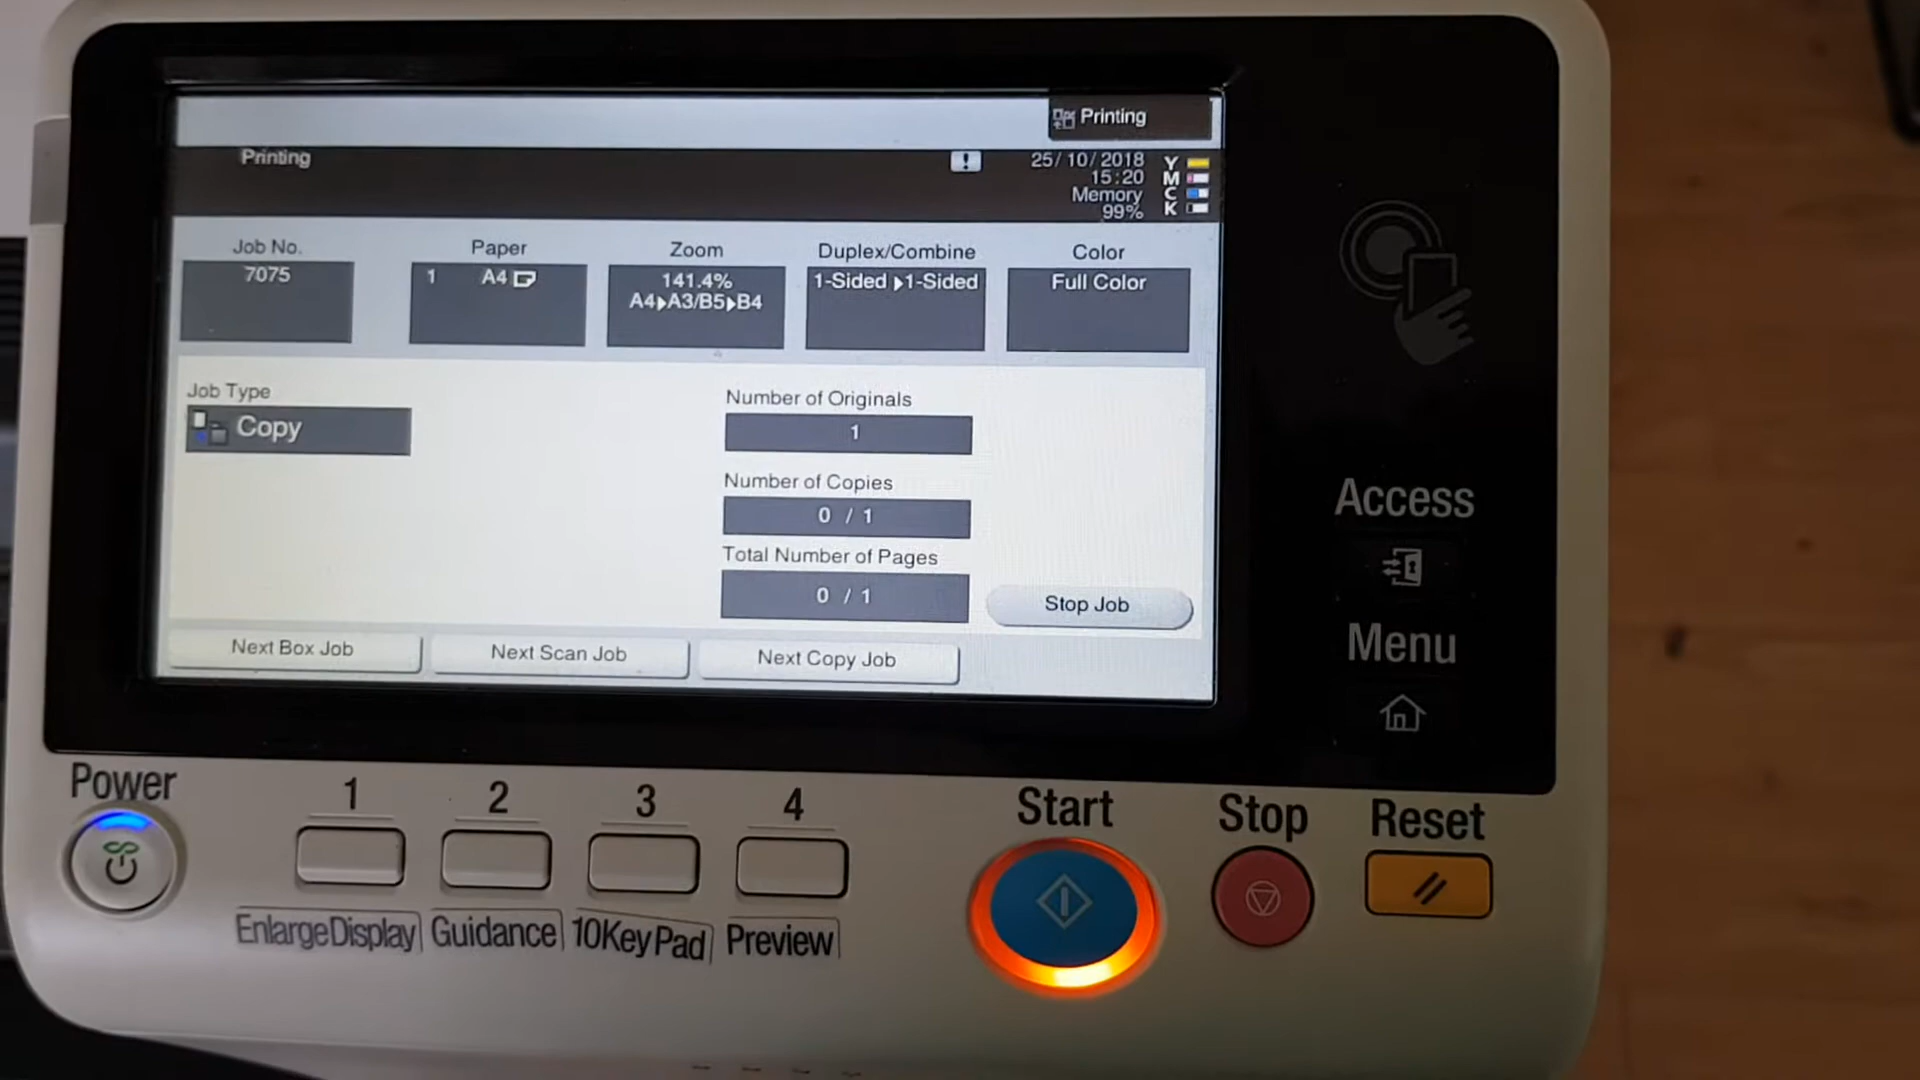 Printing
Printing
25/10/2018
15:20
Memory
99%
Y
M
C
K
Job No.
7075
Paper
1 A4
Zoom
141.4%
A4▸A3/B5▸B4
Duplex/Combine
1-Sided ▸1-Sided
Color
Full Color
Job Type
Copy
Number of Originals
1
Number of Copies
0 / 1
Total Number of Pages
0 / 1
Stop Job
Next Box Job
Next Scan Job
Next Copy Job
Access
Menu
Power
1
2
3
4
Start
Stop
Reset
EnlargeDisplay
Guidance
10KeyPad
Preview